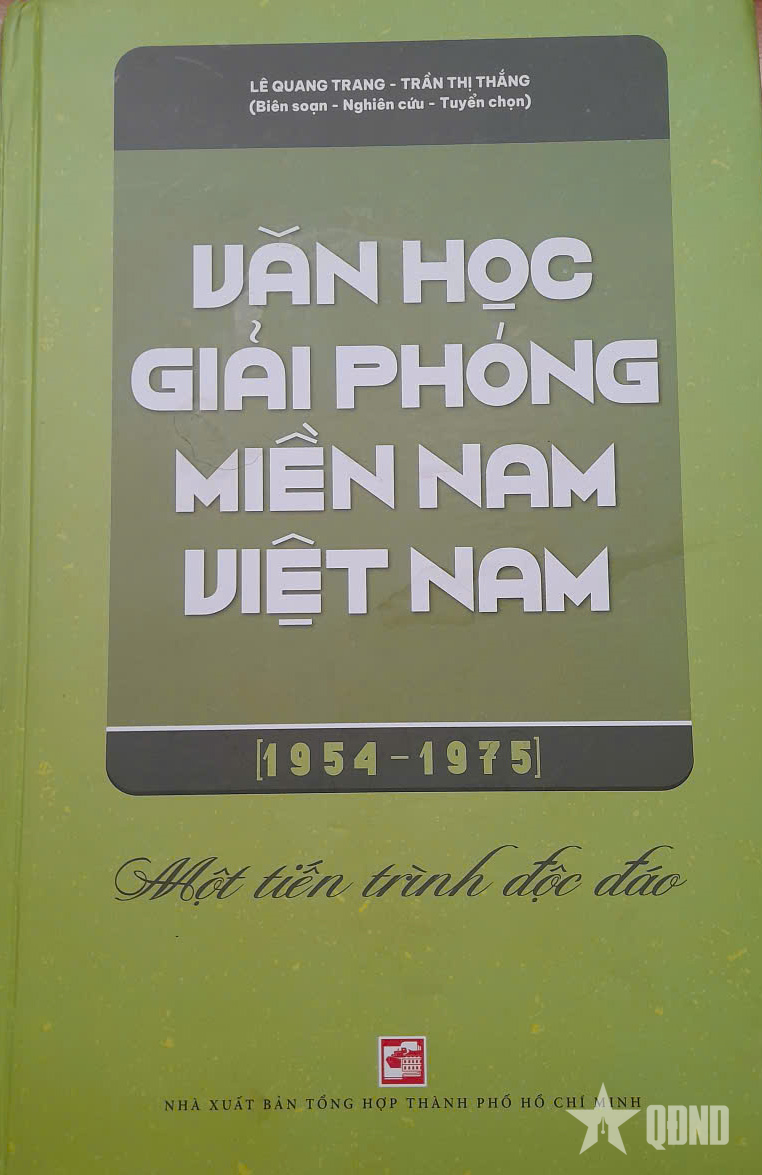 LÊ QUANG TRANG - TRẦN THỊ THẮNG
(Biên soạn - Nghiên cứu - Tuyển chọn)
VĂN HỌC
GIẢI PHÓNG
MIỀN NAM
VIỆT NAM
[1954-1975]
Một tiến trình độc đáo
NHÀ XUẤT BẢN TỔNG HỢP THÀNH PHỐ HỒ CHÍ MINH
QĐND